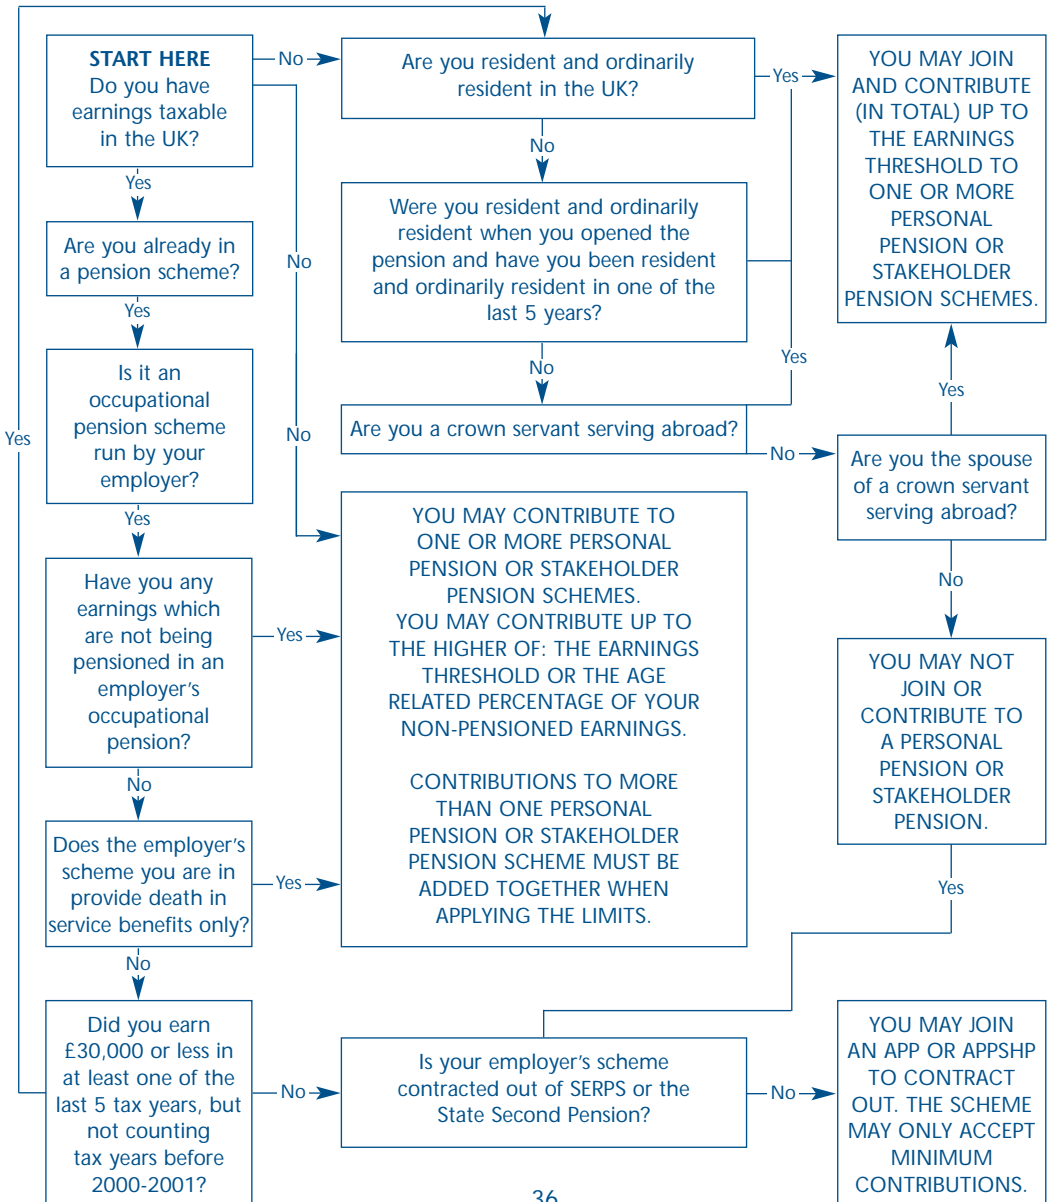 START HERE
Do you have
earnings taxable
in the UK?
No
Are you resident and ordinarily
resident in the UK?
Yes
YOU MAY JOIN
AND CONTRIBUTE
(IN TOTAL) UP TO
THE EARNINGS
THRESHOLD TO
ONE OR MORE
PERSONAL
PENSION OR
STAKEHOLDER
PENSION SCHEMES.
No
Yes
Were you resident and ordinarily
resident when you opened the
pension and have you been resident
and ordinarily resident in one of the
last 5 years?
Are you already in
a pension scheme?
No
Yes
Yes
No
Yes
Is it an
occupational
pension scheme
run by your
employer?
Yes
No
Are you a crown servant serving abroad?
No
Are you the spouse
of a crown servant
serving abroad?
Yes
No
Have you any
earnings which
are not being
pensioned in an
employer's
occupational
pension?
Yes
YOU MAY CONTRIBUTE TO
ONE OR MORE PERSONAL
PENSION OR STAKEHOLDER
PENSION SCHEMES.
YOU MAY CONTRIBUTE UP TO
THE HIGHER OF: THE EARNINGS
THRESHOLD OR THE AGE
RELATED PERCENTAGE OF YOUR
NON-PENSIONED EARNINGS.
CONTRIBUTIONS TO MORE
THAN ONE PERSONAL
PENSION OR STAKEHOLDER
PENSION SCHEME MUST BE
ADDED TOGETHER WHEN
APPLYING THE LIMITS.
YOU MAY NOT
JOIN OR
CONTRIBUTE TO
A PERSONAL
PENSION OR
STAKEHOLDER
PENSION.
No
Does the employer's
scheme you are in
provide death in
service benefits only?
Yes
Yes
No
Did you earn
£30,000 or less in
at least one of the
last 5 tax years, but
not counting
tax years before
2000-2001?
No
Is your employer's scheme
contracted out of SERPS or the
State Second Pension?
No
YOU MAY JOIN
AN APP OR APPSHP
TO CONTRACT
OUT. THE SCHEME
MAY ONLY ACCEPT
MINIMUM
CONTRIBUTIONS.
36